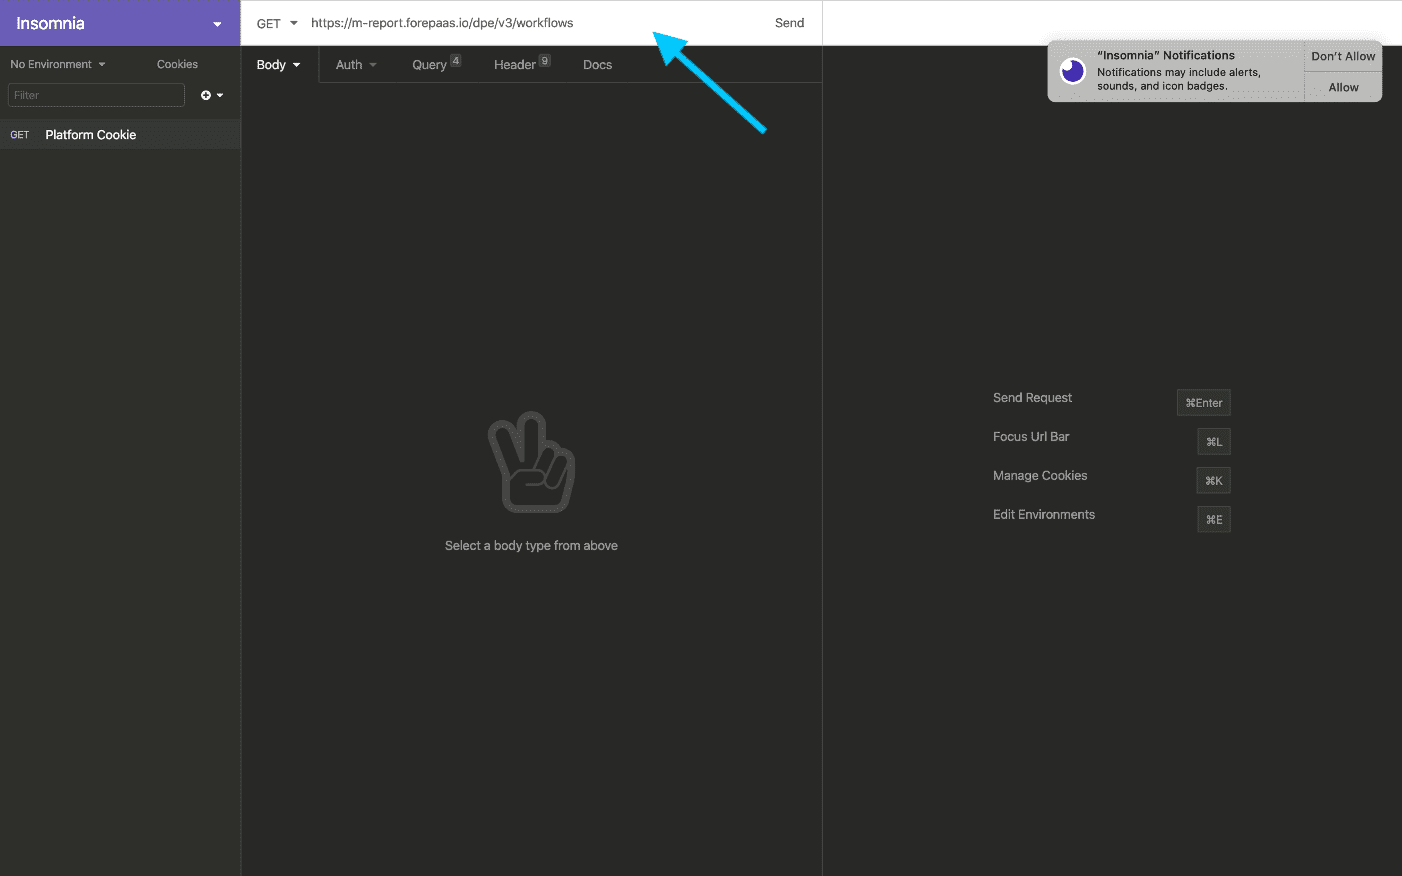 Insomnia
GET https://m-report.forepaas.io/dpe/v3/workflows Send
No Environment Cookies
Filter
GET Platform Cookie
Body Auth Query 4 Header 9 Docs
Select a body type from above
“Insomnia” Notifications
Notifications may include alerts,
sounds, and icon badges.
Don’t Allow
Allow
Send Request ⌘Enter
Focus Url Bar ⌘L
Manage Cookies ⌘K
Edit Environments ⌘E